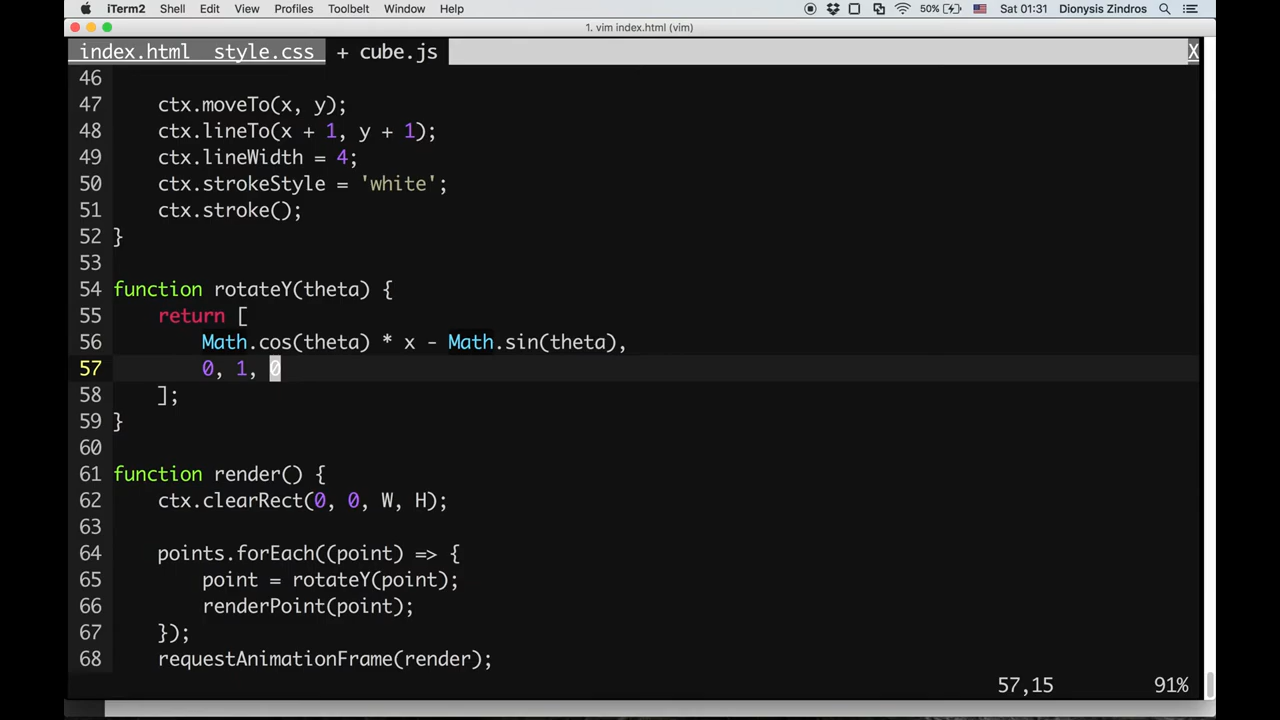 iTerm2 Shell Edit View Profiles Toolbelt Window Help 50% Sat 01:31 Dionysis Zindros
1. vim index.html (vim)
index.html style.css + cube.js X
46
47 ctx.moveTo(x, y);
48 ctx.lineTo(x + 1, y + 1);
49 ctx.lineWidth = 4;
50 ctx.strokeStyle = 'white';
51 ctx.stroke();
52 }
53
54 function rotateY(theta) {
55 return [
56 Math.cos(theta) * x - Math.sin(theta),
57 0, 1, 0
58 ];
59 }
60
61 function render() {
62 ctx.clearRect(0, 0, W, H);
63
64 points.forEach((point) => {
65 point = rotateY(point);
66 renderPoint(point);
67 });
68 requestAnimationFrame(render);
57,15 91%